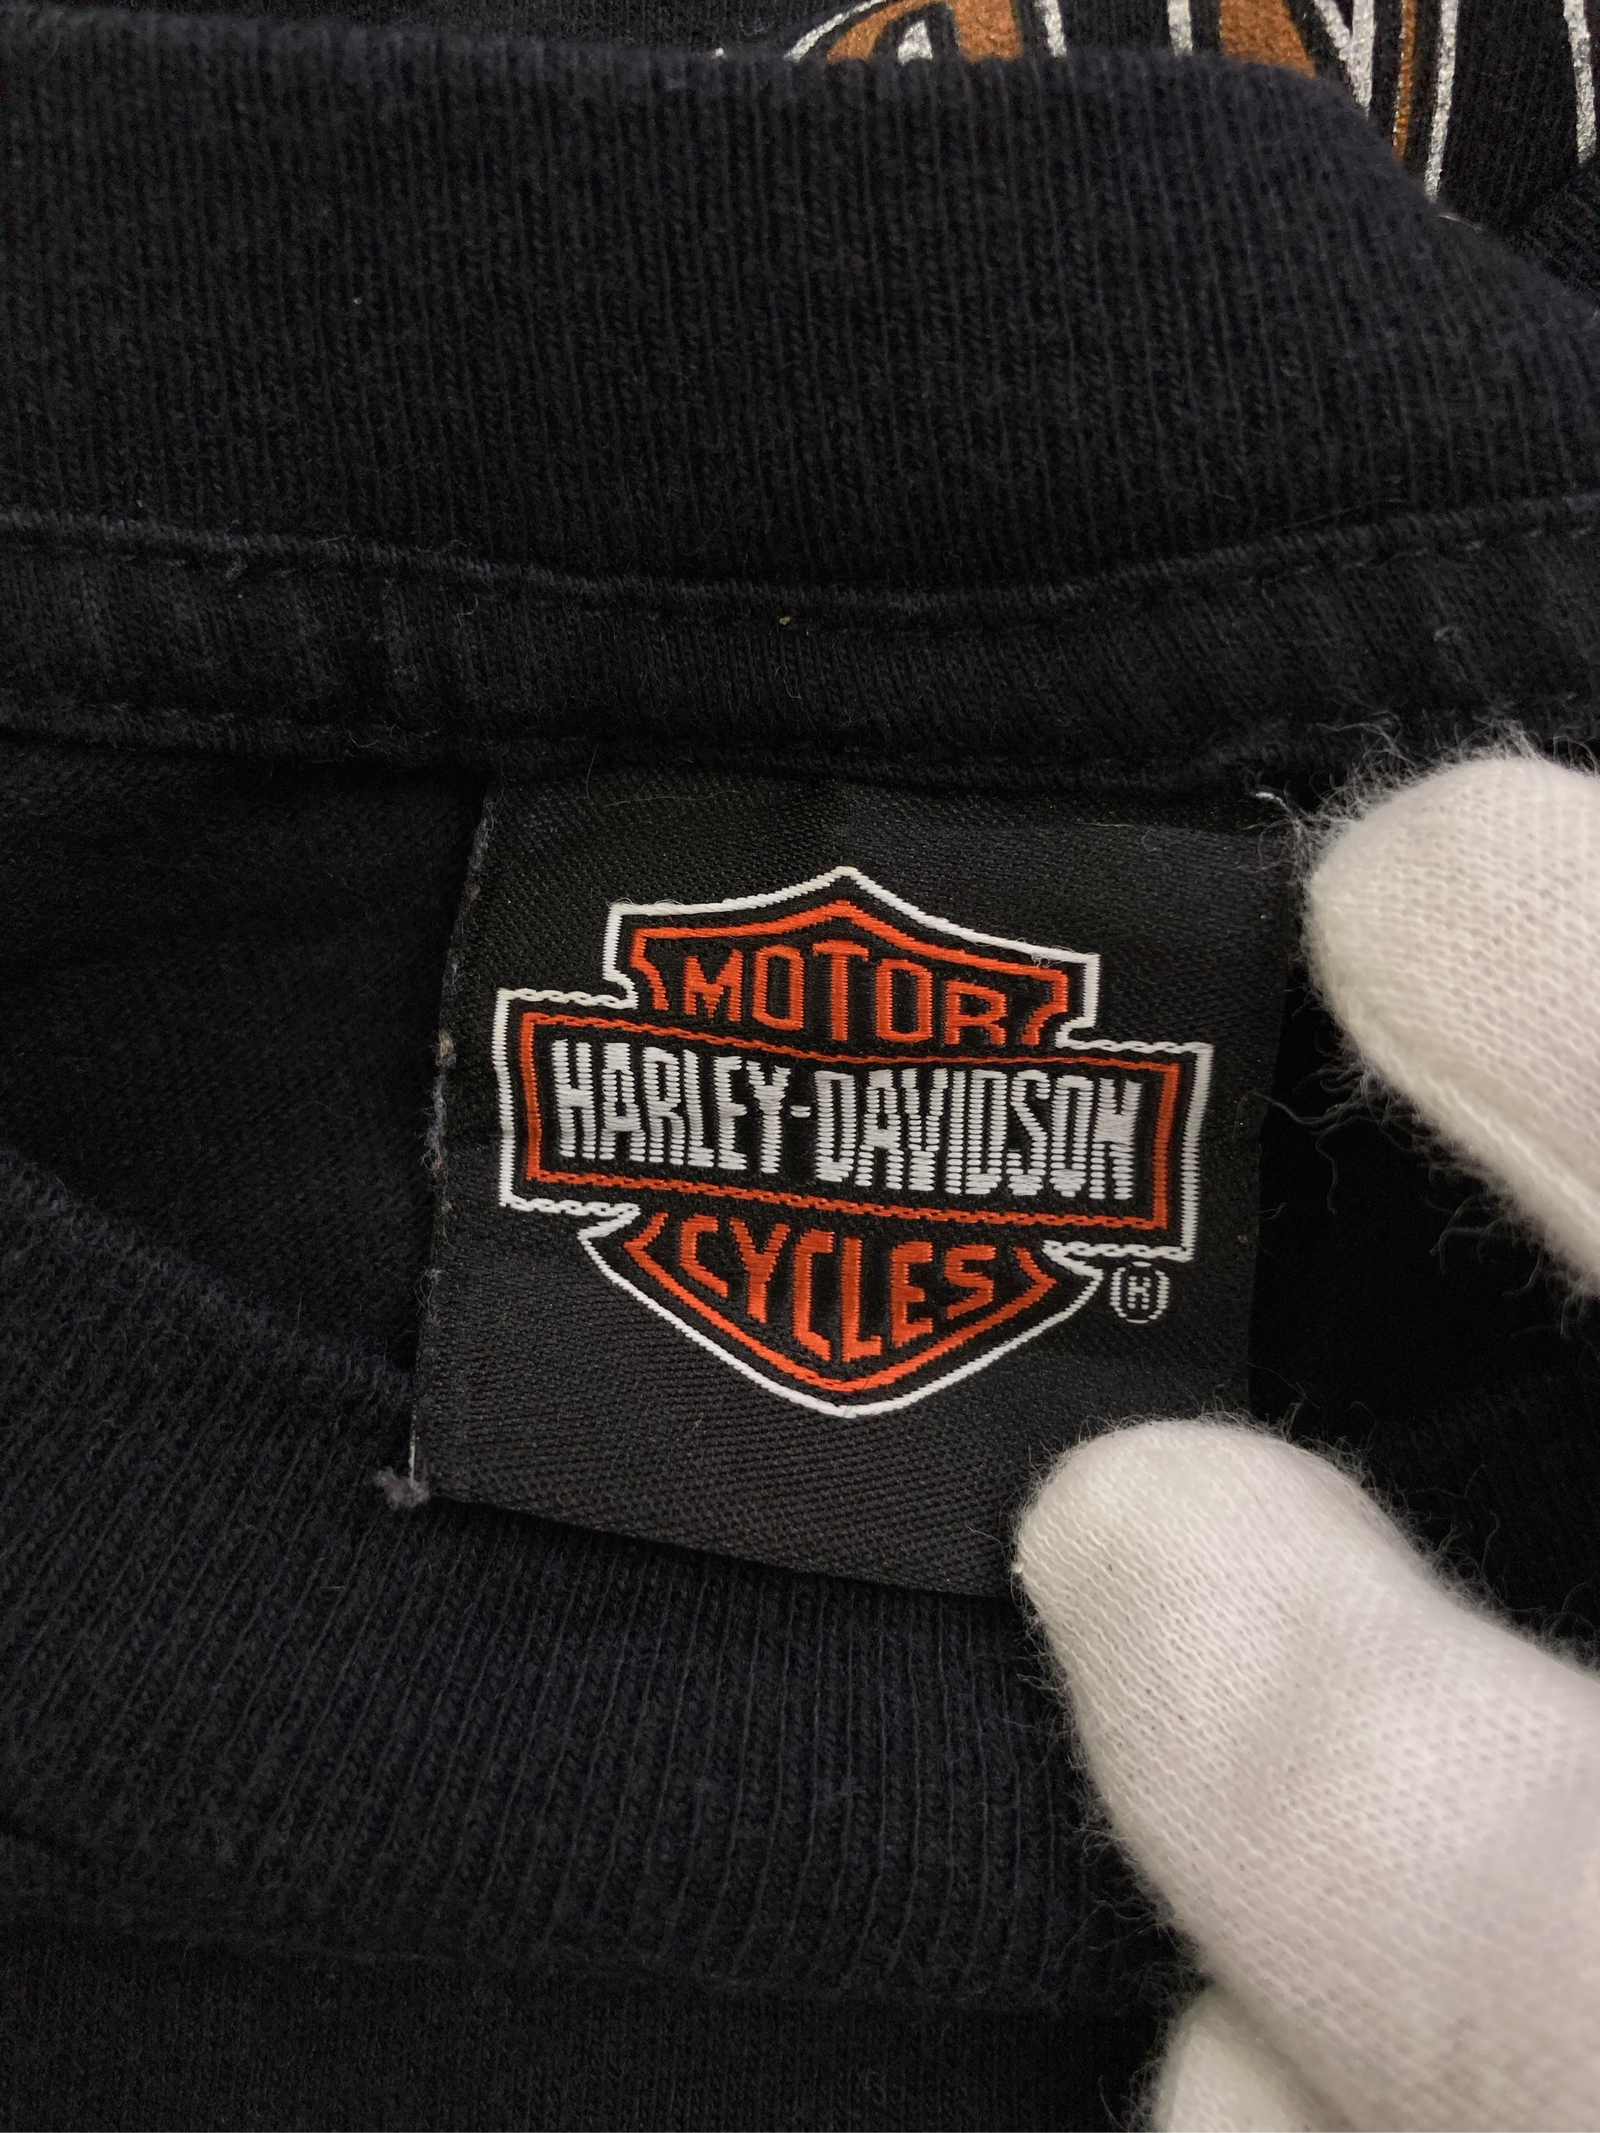 MOTOR
HARLEY-DAVIDSON
CYCLES
®